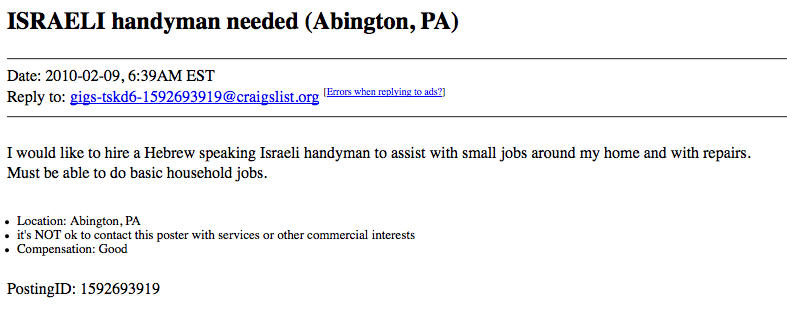 ISRAELI handyman needed (Abington, PA)
Date: 2010-02-09, 6:39AM EST
Reply to: gigs-tskd6-1592693919@craigslist.org [Errors when replying to ads?]
I would like to hire a Hebrew speaking Israeli handyman to assist with small jobs around my home and with repairs.
Must be able to do basic household jobs.
• Location: Abington, PA
• it's NOT ok to contact this poster with services or other commercial interests
• Compensation: Good
PostingID: 1592693919